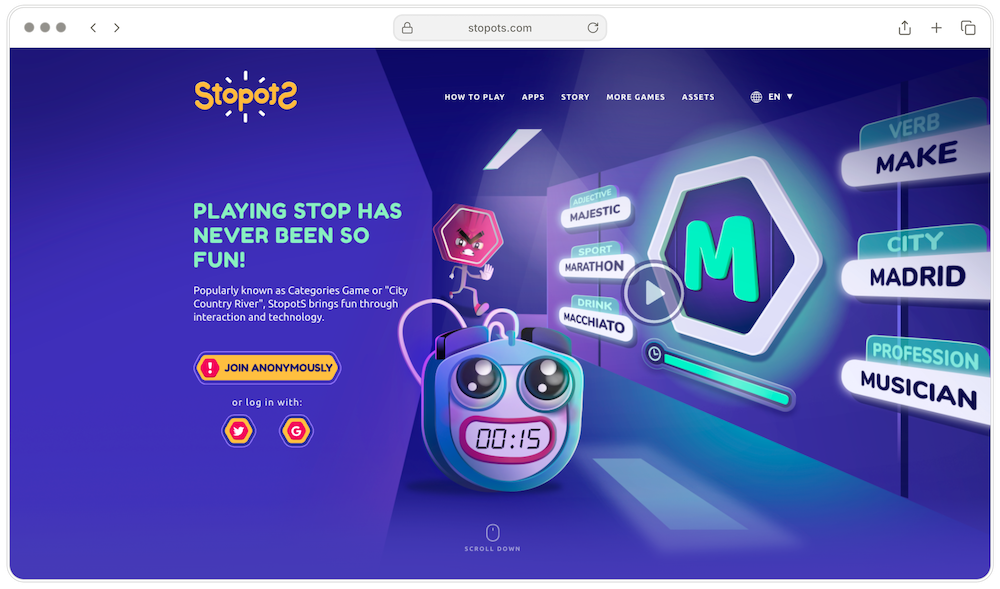 stopots.com
StopotS
HOW TO PLAY APPS STORY MORE GAMES ASSETS EN ▼
PLAYING STOP HAS
NEVER BEEN SO
FUN!
Popularly known as Categories Game or "City
Country River", StopotS brings fun through
interaction and technology.
! JOIN ANONYMOUSLY
or log in with:
G
ADJECTIVE
MAJESTIC
SPORT
MARATHON
DRINK
MACCHIATO
M
VERB
MAKE
CITY
MADRID
PROFESSION
MUSICIAN
00:15
SCROLL DOWN